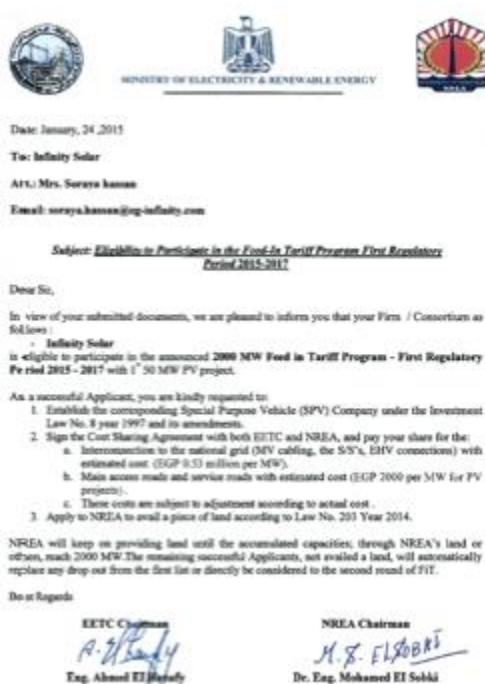 MINISTRY OF ELECTRICITY & RENEWABLE ENERGY
NREA
Date: January, 24 ,2015
To: Infinity Solar
Att.: Mrs. Soraya hassan
Email: soraya.hassan@eg-infinity.com
Subject: Eligibility to Participate in the Feed-In Tariff Program First Regulatory
Period 2015-2017
Dear Sir,
In view of your submitted documents, we are pleased to inform you that your Firm / Consortium as
follows :
- Infinity Solar
is eligible to participate in the announced 2000 MW Feed in Tariff Program - First Regulatory
Period 2015 - 2017 with 1* 50 MW PV project.
As a successful Applicant, you are kindly requested to:
1. Establish the corresponding Special Purpose Vehicle (SPV) Company under the Investment
Law No. 8 year 1997 and its amendments.
2. Sign the Cost Sharing Agreement with both EETC and NREA, and pay your share for the:
a. Interconnection to the national grid (MV cabling, the S/S's, EHV connections) with
estimated cost (EGP 0.53 million per MW).
b. Main access roads and service roads with estimated cost (EGP 2000 per MW for PV
projects).
c. These costs are subject to adjustment according to actual cost .
3. Apply to NREA to avail a piece of land according to Law No. 203 Year 2014.
NREA will keep on providing land until the accumulated capacities; through NREA's land or
others, reach 2000 MW. The remaining successful Applicants, not availed a land, will automatically
replace any drop out from the first list or directly be considered to the second round of FiT.
Best Regards
EETC Chairman NREA Chairman
M. S. ELSOBKI
Eng. Ahmed El Hanafy Dr. Eng. Mohamed El Sobki